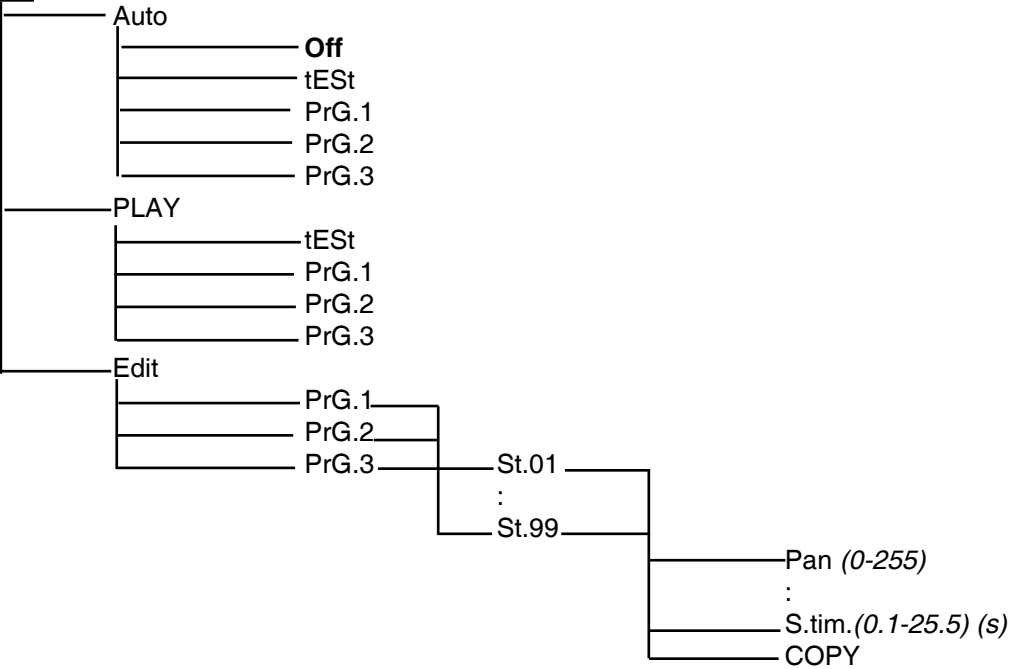 Auto
Off
tESt
PrG.1
PrG.2
PrG.3
PLAY
tESt
PrG.1
PrG.2
PrG.3
Edit
PrG.1
PrG.2
PrG.3
St.01
:
St.99
Pan (0-255)
:
S.tim.(0.1-25.5) (s)
COPY